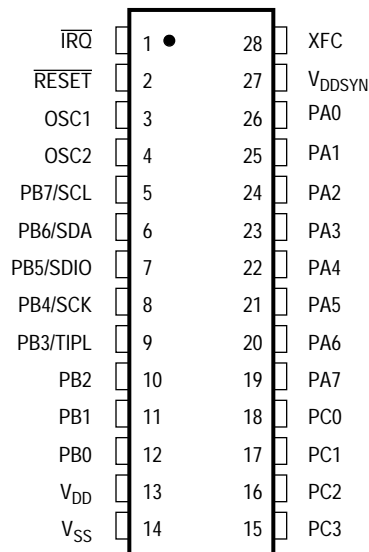 IRQ 1 28 XFC
RESET 2 27 VDDSYN
OSC1 3 26 PA0
OSC2 4 25 PA1
PB7/SCL 5 24 PA2
PB6/SDA 6 23 PA3
PB5/SDIO 7 22 PA4
PB4/SCK 8 21 PA5
PB3/TIPL 9 20 PA6
PB2 10 19 PA7
PB1 11 18 PC0
PB0 12 17 PC1
VDD 13 16 PC2
VSS 14 15 PC3